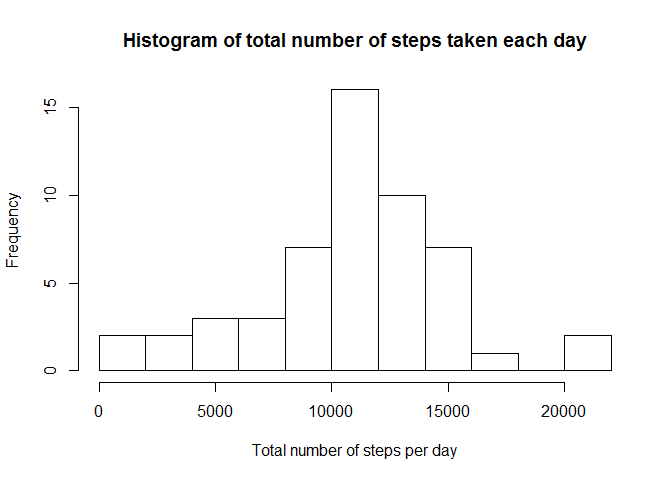 Histogram of total number of steps taken each day
Frequency
15
10
5
0
0 5000 10000 15000 20000
Total number of steps per day